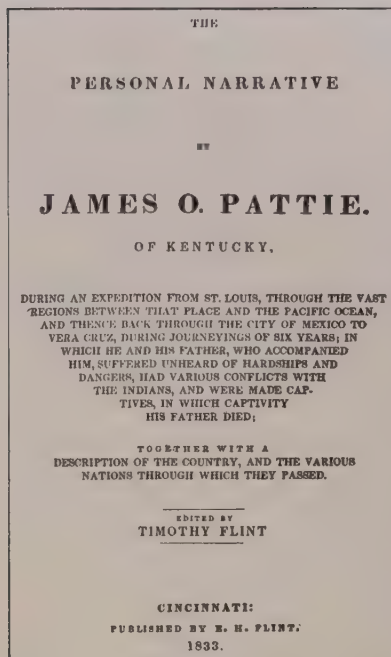 THE
PERSONAL NARRATIVE
BY
JAMES O. PATTIE.
OF KENTUCKY,
DURING AN EXPEDITION FROM ST. LOUIS, THROUGH THE VAST
REGIONS BETWEEN THAT PLACE AND THE PACIFIC OCEAN,
AND THENCE BACK THROUGH THE CITY OF MEXICO TO
VERA CRUZ, DURING JOURNEYINGS OF SIX YEARS; IN
WHICH HE AND HIS FATHER, WHO ACCOMPANIED
HIM, SUFFERED UNHEARD OF HARDSHIPS AND
DANGERS, HAD VARIOUS CONFLICTS WITH
THE INDIANS, AND WERE MADE CAP-
TIVES, IN WHICH CAPTIVITY
HIS FATHER DIED;
TOGETHER WITH A
DESCRIPTION OF THE COUNTRY, AND THE VARIOUS
NATIONS THROUGH WHICH THEY PASSED.
EDITED BY
TIMOTHY FLINT
CINCINNATI:
PUBLISHED BY E. H. FLINT.
1833.